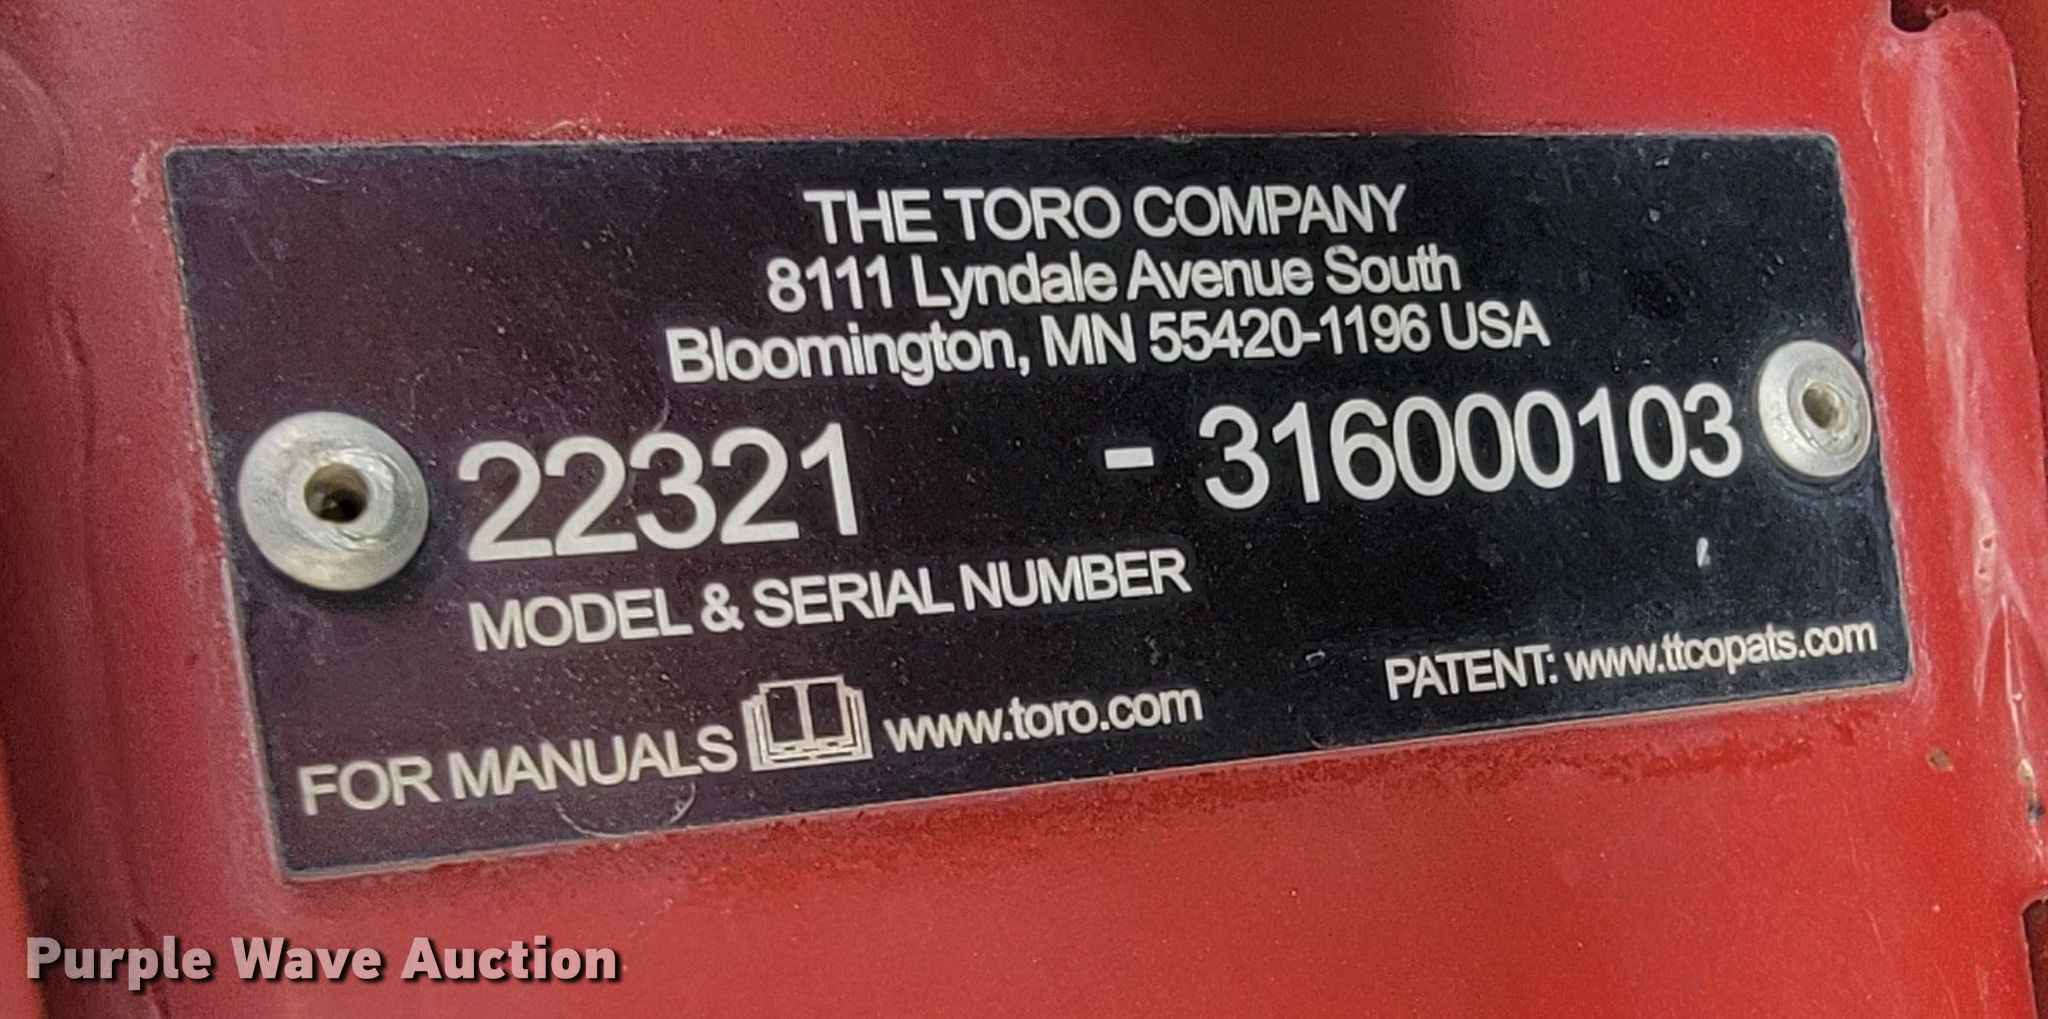 THE TORO COMPANY
8111 Lyndale Avenue South
Bloomington, MN 55420-1196 USA
22321 - 316000103
MODEL & SERIAL NUMBER
FOR MANUALS www.toro.com
PATENT: www.ttcopats.com
Purple Wave Auction